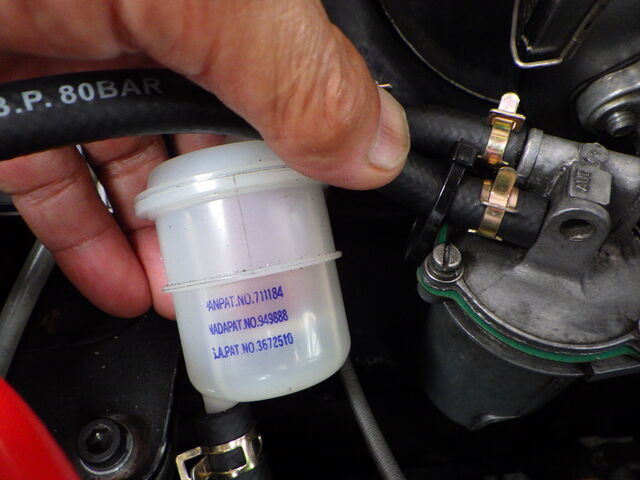 B.P. 80BAR
PANPAT.NO.711184
NADAPAT.NO.949888
S.A.PAT.NO.3672510